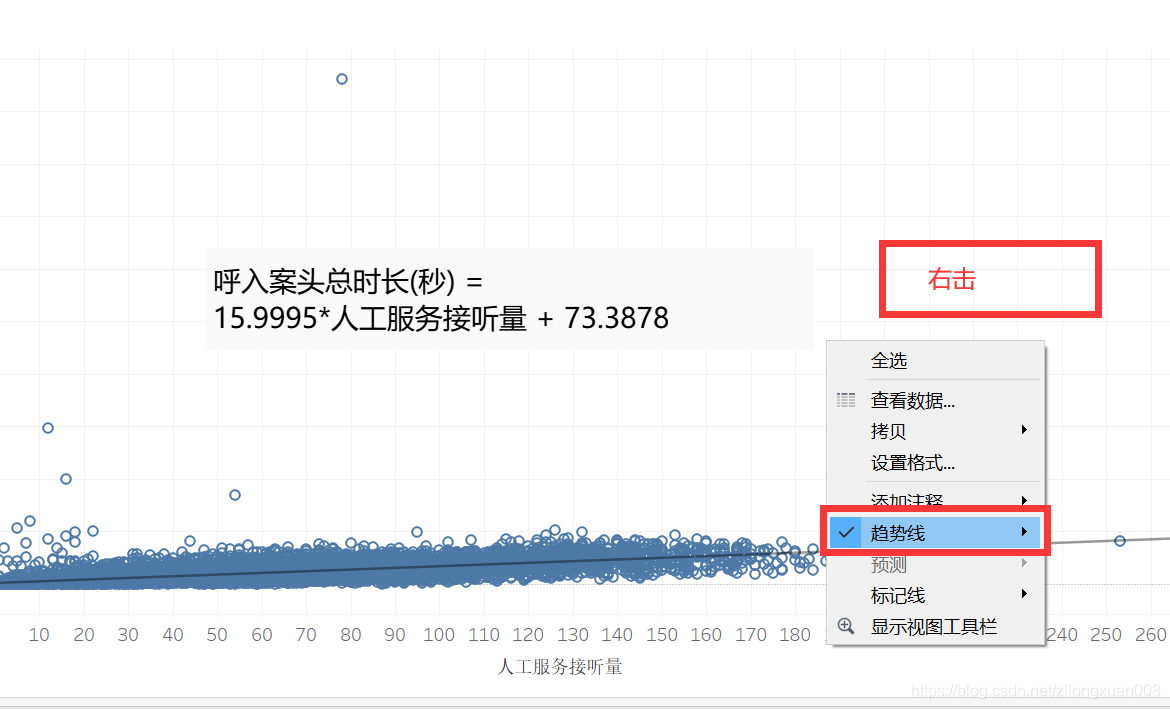 呼入案头总时长(秒) =
15.9995*人工服务接听量 + 73.3878
右击
全选
查看数据...
拷贝
设置格式...
添加注释
趋势线
预测
标记线
显示视图工具栏
10 20 30 40 50 60 70 80 90 100 110 120 130 140 150 160 170 180 240 250 260
人工服务接听量
https://blog.csdn.net/zilongxuan008